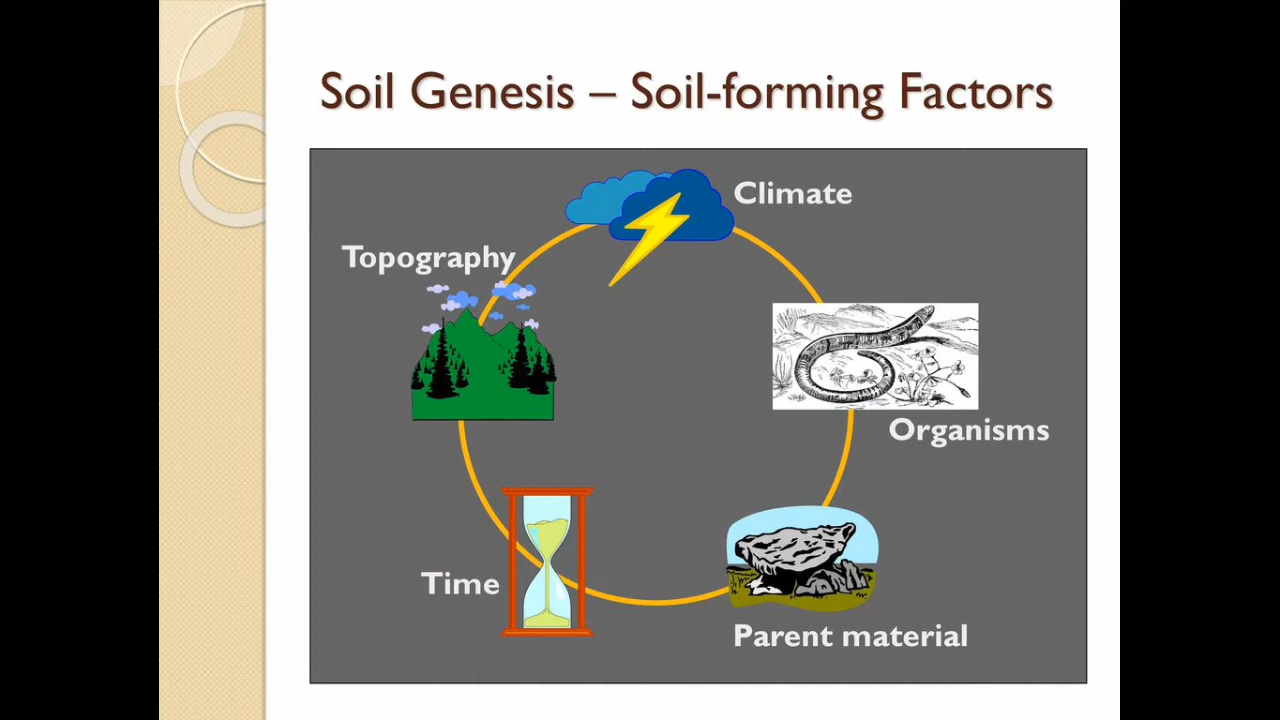 Soil Genesis – Soil-forming Factors
Climate
Topography
Organisms
Time
Parent material